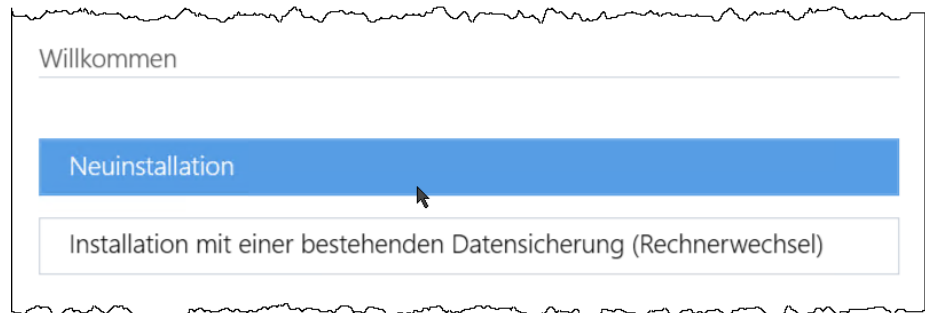 Willkommen
Neuinstallation
Installation mit einer bestehenden Datensicherung (Rechnerwechsel)